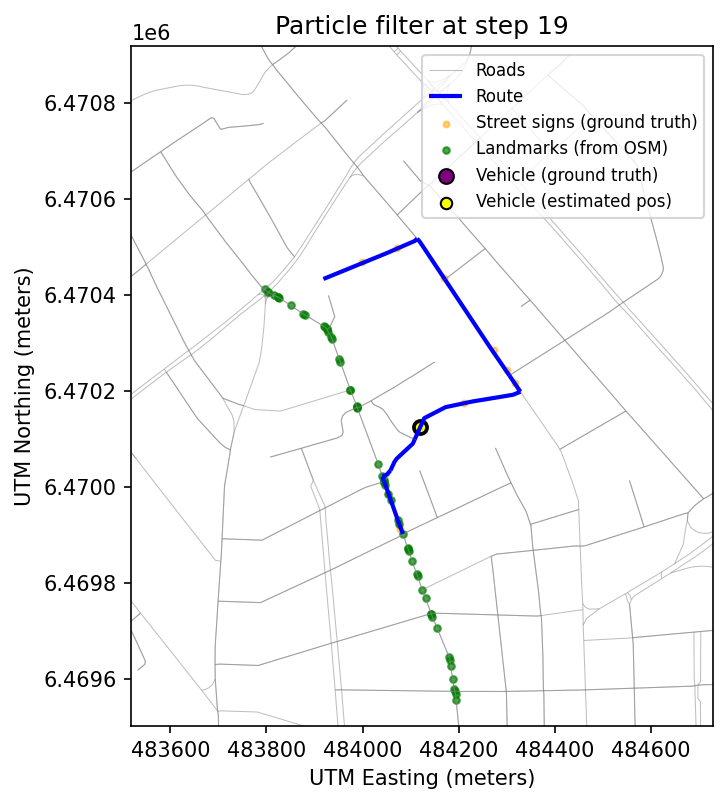 Particle filter at step 19
1e6
Roads
Route
Street signs (ground truth)
Landmarks (from OSM)
Vehicle (ground truth)
Vehicle (estimated pos)
6.4708
6.4706
6.4704
6.4702
6.4700
6.4698
6.4696
UTM Northing (meters)
483600 483800 484000 484200 484400 484600
UTM Easting (meters)